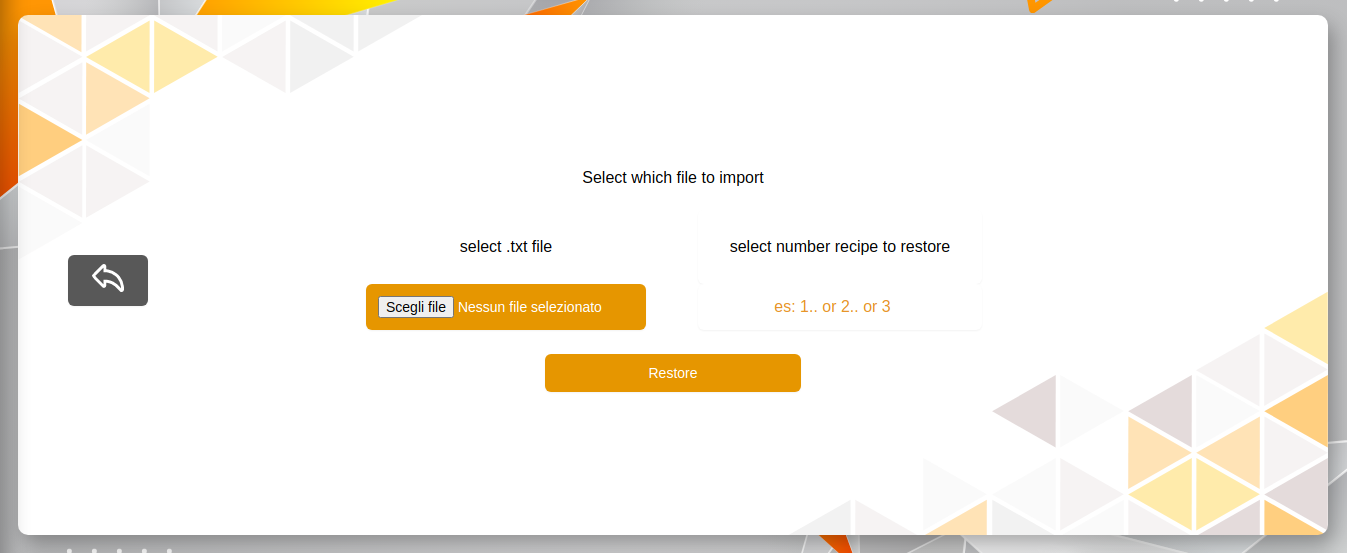 Select which file to import
select .txt file
select number recipe to restore
Scegli file Nessun file selezionato
es: 1.. or 2.. or 3
Restore